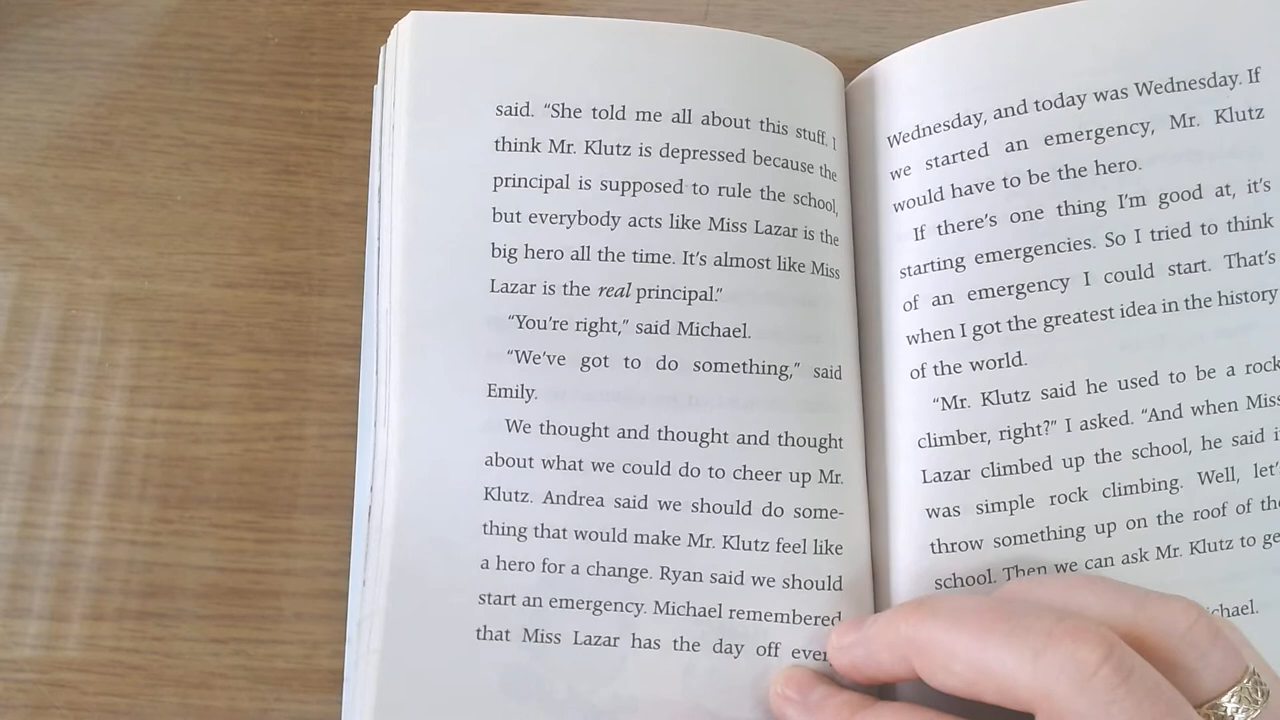 said. “She told me all about this stuff. I
think Mr. Klutz is depressed because the
principal is supposed to rule the school,
but everybody acts like Miss Lazar is the
big hero all the time. It’s almost like Miss
Lazar is the real principal.”
“You’re right,” said Michael.
“We’ve got to do something,” said
Emily.
We thought and thought and thought
about what we could do to cheer up Mr.
Klutz. Andrea said we should do some-
thing that would make Mr. Klutz feel like
a hero for a change. Ryan said we should
start an emergency. Michael remembered
that Miss Lazar has the day off
Wednesday, and today was Wednesday. If
we started an emergency, Mr. Klutz
would have to be the hero.
If there’s one thing I’m good at, it’s
starting emergencies. So I tried to think
of an emergency I could start. That’s
when I got the greatest idea in the history
of the world.
“Mr. Klutz said he used to be a rock
climber, right?” I asked. “And when Miss
Lazar climbed up the school, he said
was simple rock climbing. Well,
throw something up on the roof of
school. Then we can ask Mr. Klutz to